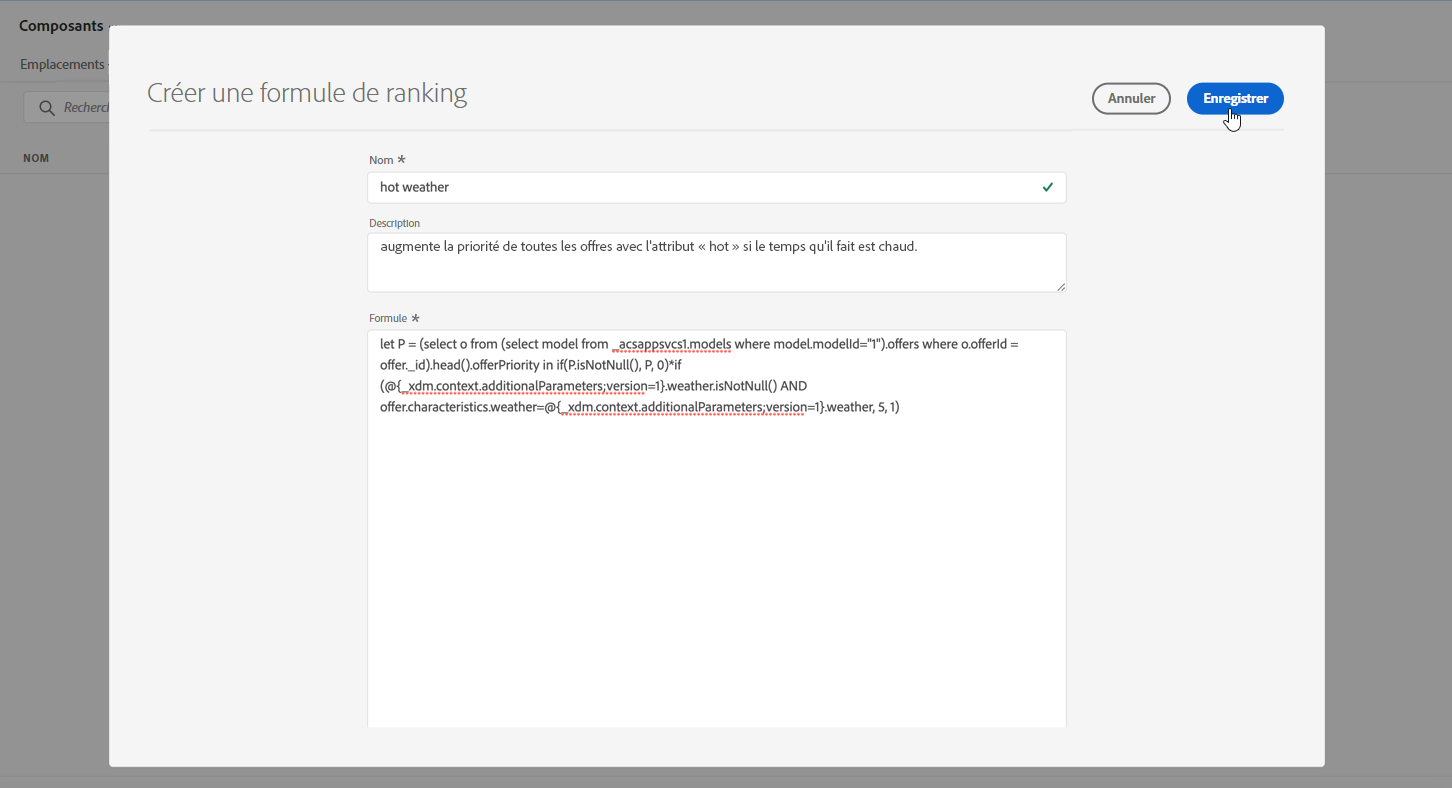 Composants
Emplacements
Recherch
NOM
Créer une formule de ranking
Annuler
Enregistrer
Nom *
hot weather
Description
augmente la priorité de toutes les offres avec l'attribut « hot » si le temps qu'il fait est chaud.
Formule *
let P = (select o from (select model from _acsappsvcs1.models where model.modelId="1").offers where o.offerId =
offer._id).head().offerPriority in if(P.isNotNull(), P, 0)*if
(@{_xdm.context.additionalParameters;version=1}.weather.isNotNull() AND
offer.characteristics.weather=@{_xdm.context.additionalParameters;version=1}.weather, 5, 1)